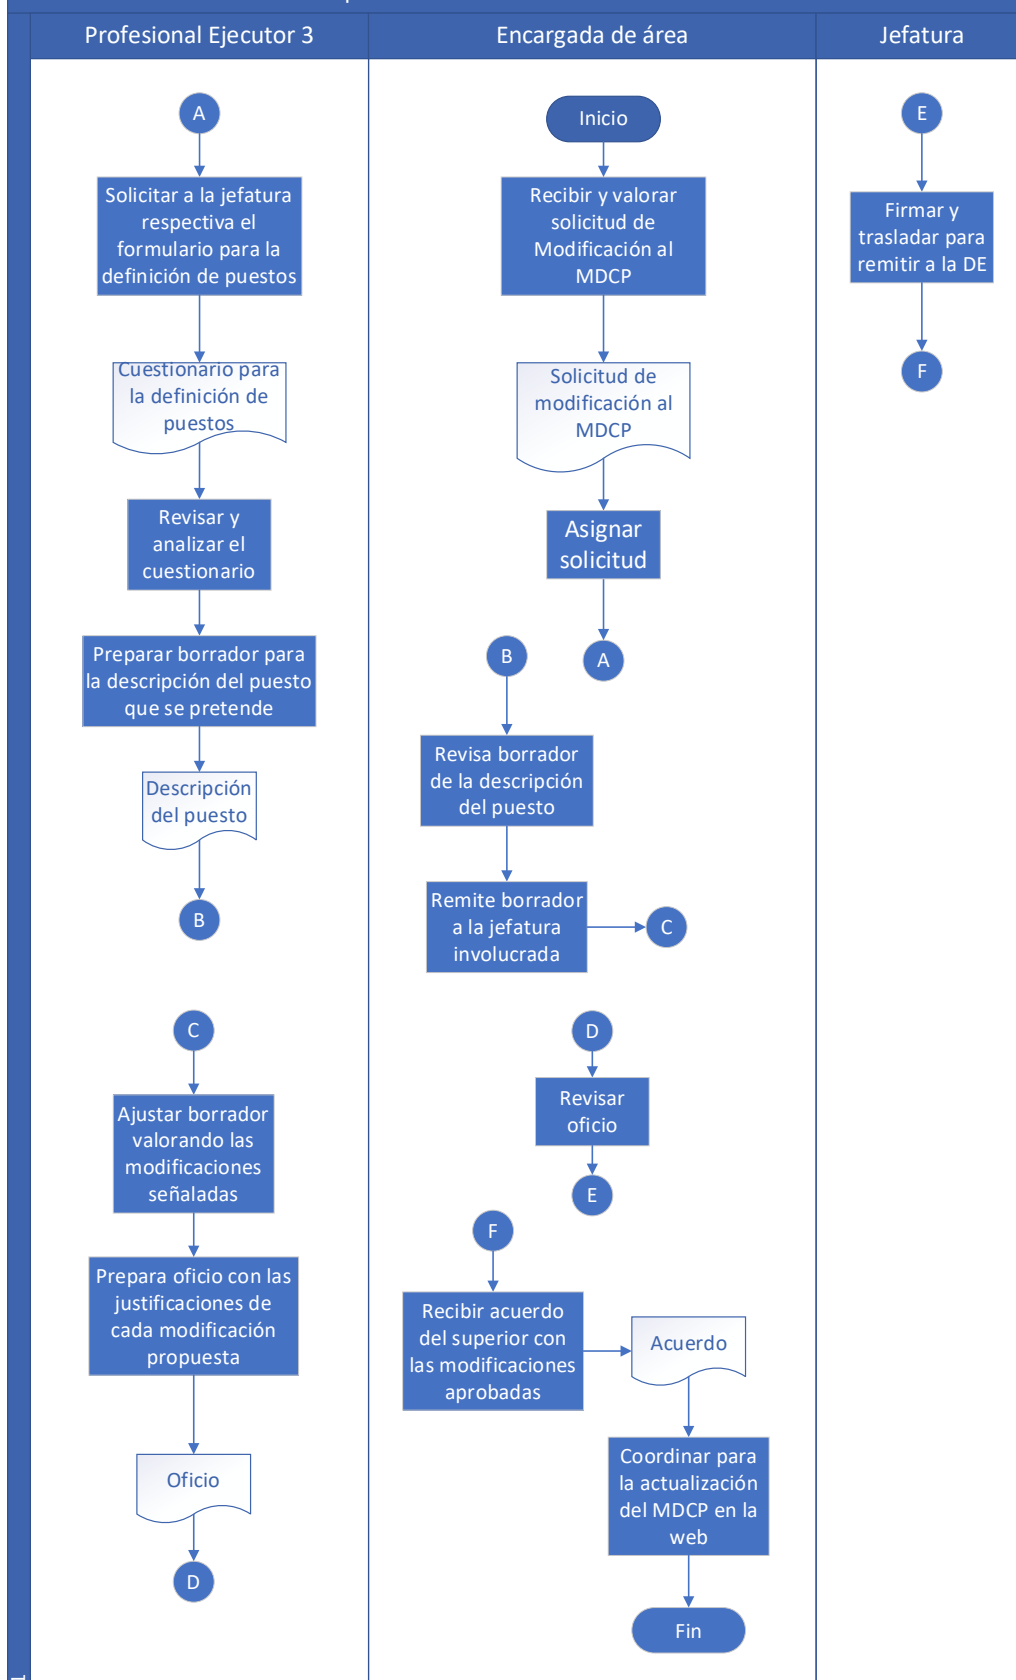 Profesional Ejecutor 3
Encargada de área
Jefatura
A
Solicitar a la jefatura
respectiva el
formulario para la
definición de puestos
Cuestionario para
la definición de
puestos
Revisar y
analizar el
cuestionario
Preparar borrador para
la descripción del puesto
que se pretende
Descripción
del puesto
B
C
Ajustar borrador
valorando las
modificaciones
señaladas
Prepara oficio con las
justificaciones de
cada modificación
propuesta
Oficio
D
Inicio
Recibir y valorar
solicitud de
Modificación al
MDCP
Solicitud de
modificación al
MDCP
Asignar
solicitud
A
B
Revisa borrador
de la descripción
del puesto
Remite borrador
a la jefatura
involucrada
C
D
Revisar
oficio
E
F
Recibir acuerdo
del superior con
las modificaciones
aprobadas
Acuerdo
Coordinar para
la actualización
del MDCP en la
web
Fin
E
Firmar y
trasladar para
remitir a la DE
F